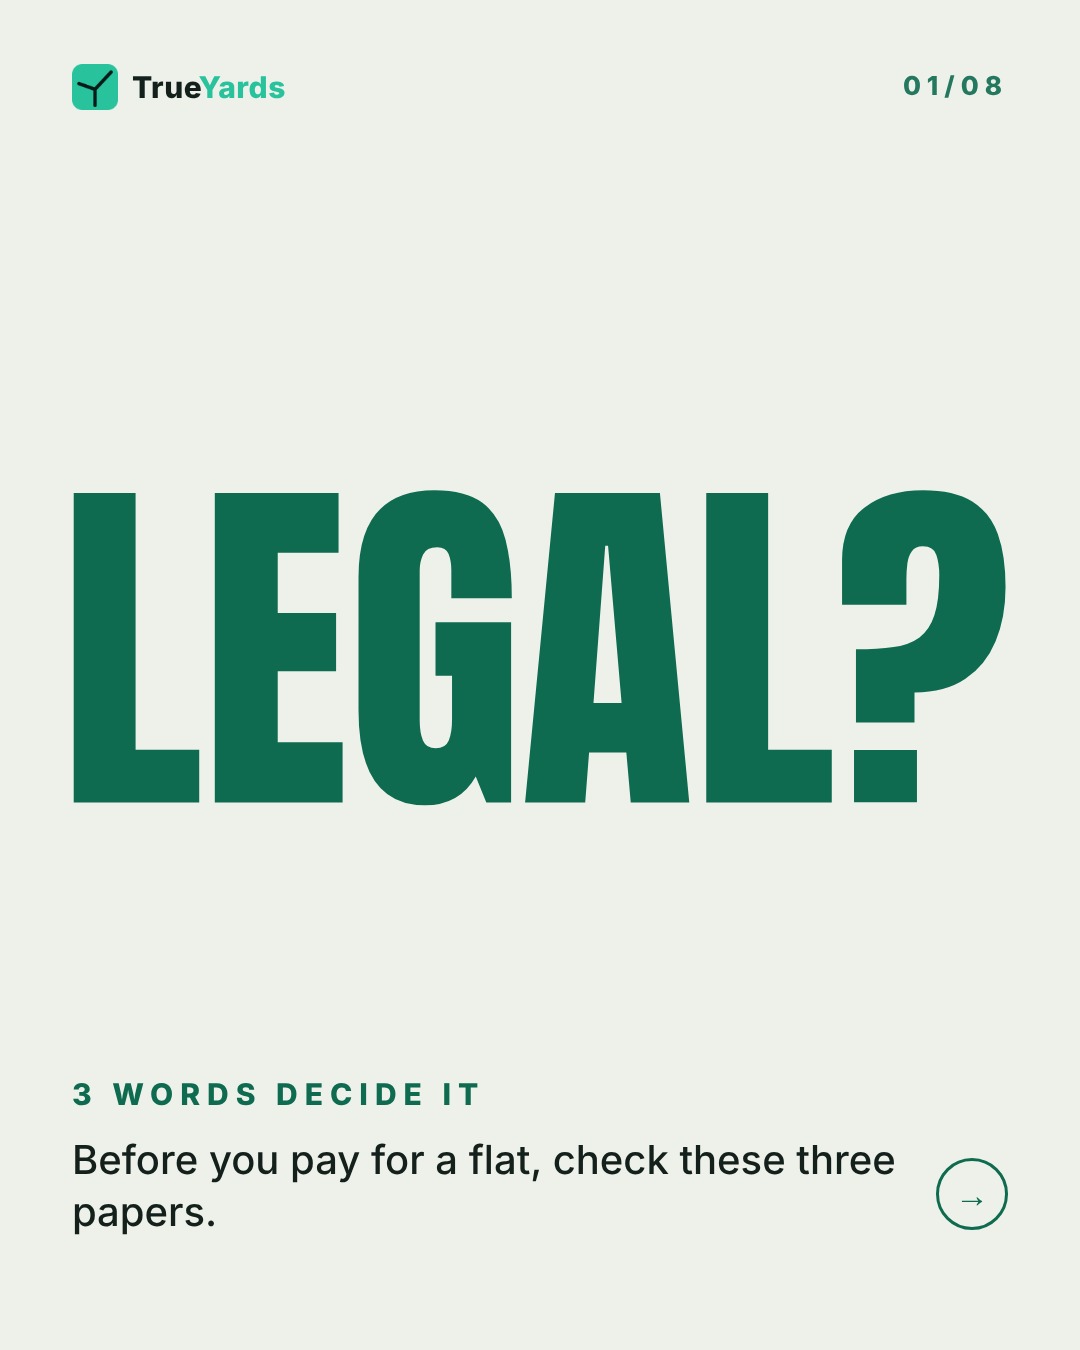 TrueYards
01/08
LEGAL?
3 WORDS DECIDE IT
Before you pay for a flat, check these three
papers.
→